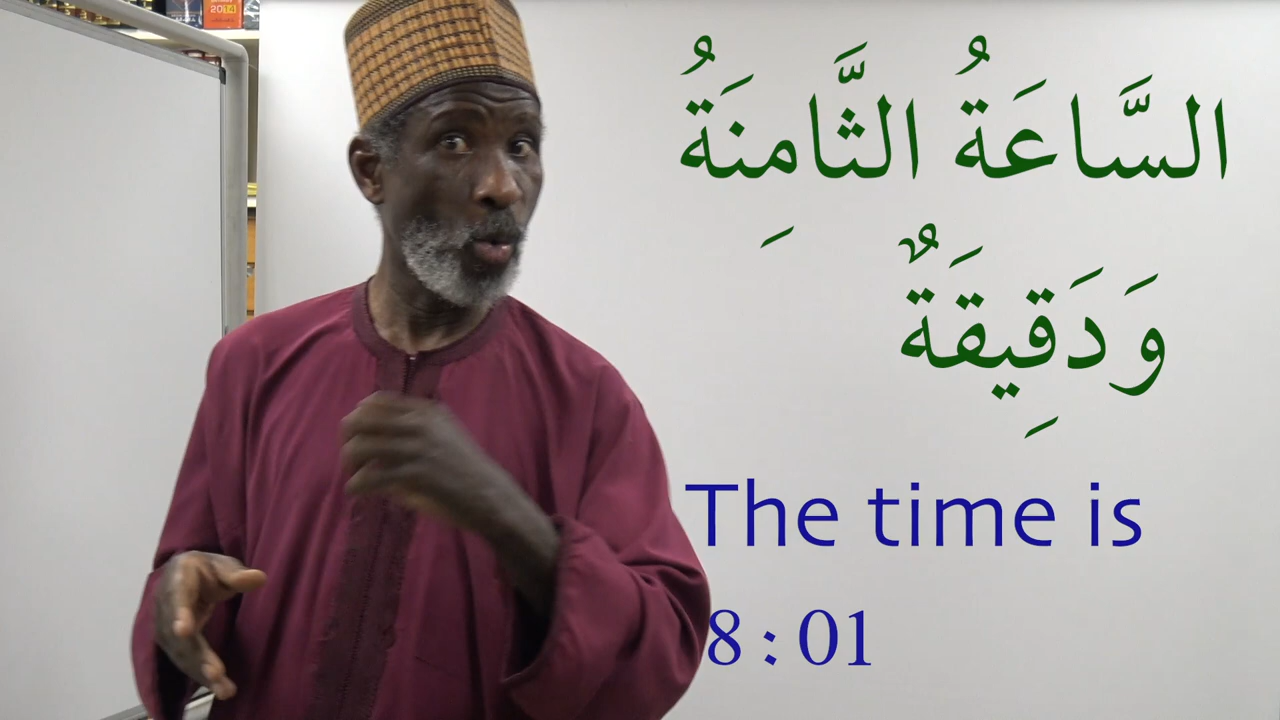 السَّاعَةُ الثَّامِنَةُ
وَدَقِيقَةٌ
The time is
8 : 01